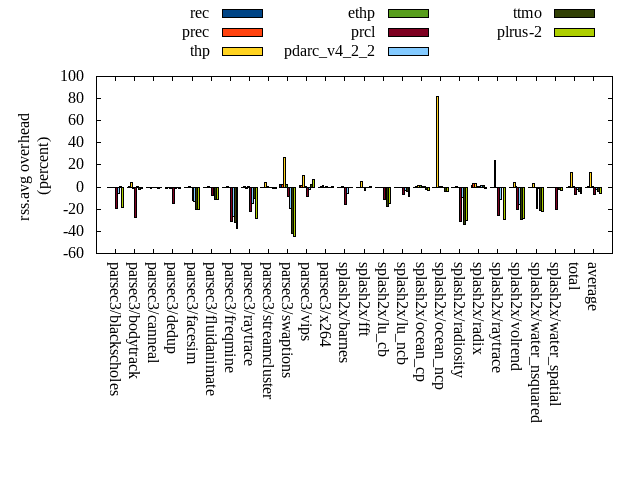 rec
prec
thp
ethp
prcl
pdarc_v4_2_2
ttmo
plrus-2
rss.avg overhead
(percent)
100
80
60
40
20
0
-20
-40
-60
parsec3/blackscholes
parsec3/bodytrack
parsec3/canneal
parsec3/dedup
parsec3/facesim
parsec3/fluidanimate
parsec3/freqmine
parsec3/raytrace
parsec3/streamcluster
parsec3/swaptions
parsec3/vips
parsec3/x264
splash2x/barnes
splash2x/fft
splash2x/lu_cb
splash2x/lu_ncb
splash2x/ocean_cp
splash2x/ocean_ncp
splash2x/radiosity
splash2x/radix
splash2x/raytrace
splash2x/volrend
splash2x/water_nsquared
splash2x/water_spatial
total
average